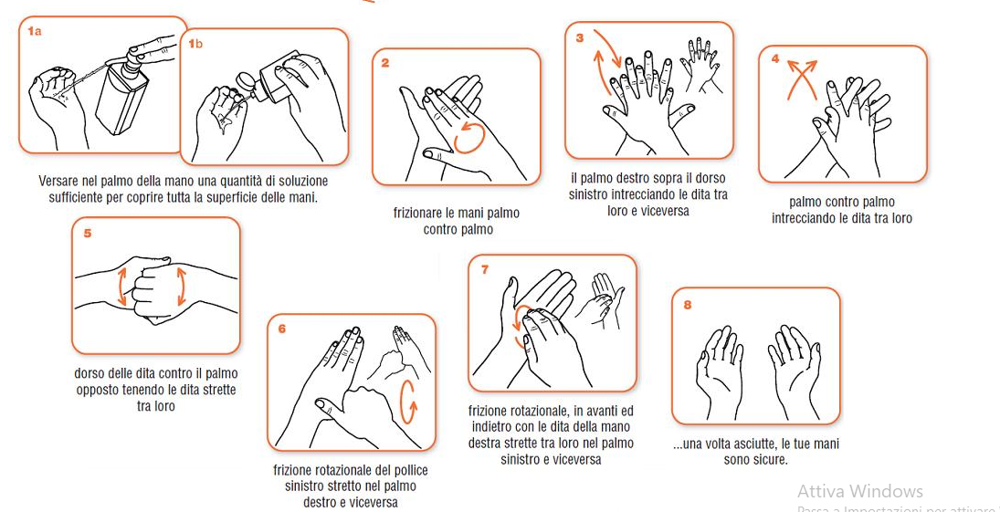 1a
1b
Versare nel palmo della mano una quantità di soluzione
sufficiente per coprire tutta la superficie delle mani.
2
frizionare le mani palmo
contro palmo
3
il palmo destro sopra il dorso
sinistro intrecciando le dita tra
loro e viceversa
4
palmo contro palmo
intrecciando le dita tra loro
5
dorso delle dita contro il palmo
opposto tenendo le dita strette
tra loro
6
frizione rotazionale del pollice
sinistro stretto nel palmo
destro e viceversa
7
frizione rotazionale, in avanti ed
indietro con le dita della mano
destra strette tra loro nel palmo
sinistro e viceversa
8
...una volta asciutte, le tue mani
sono sicure.
Attiva Windows
Passa a Impostazioni per attivare